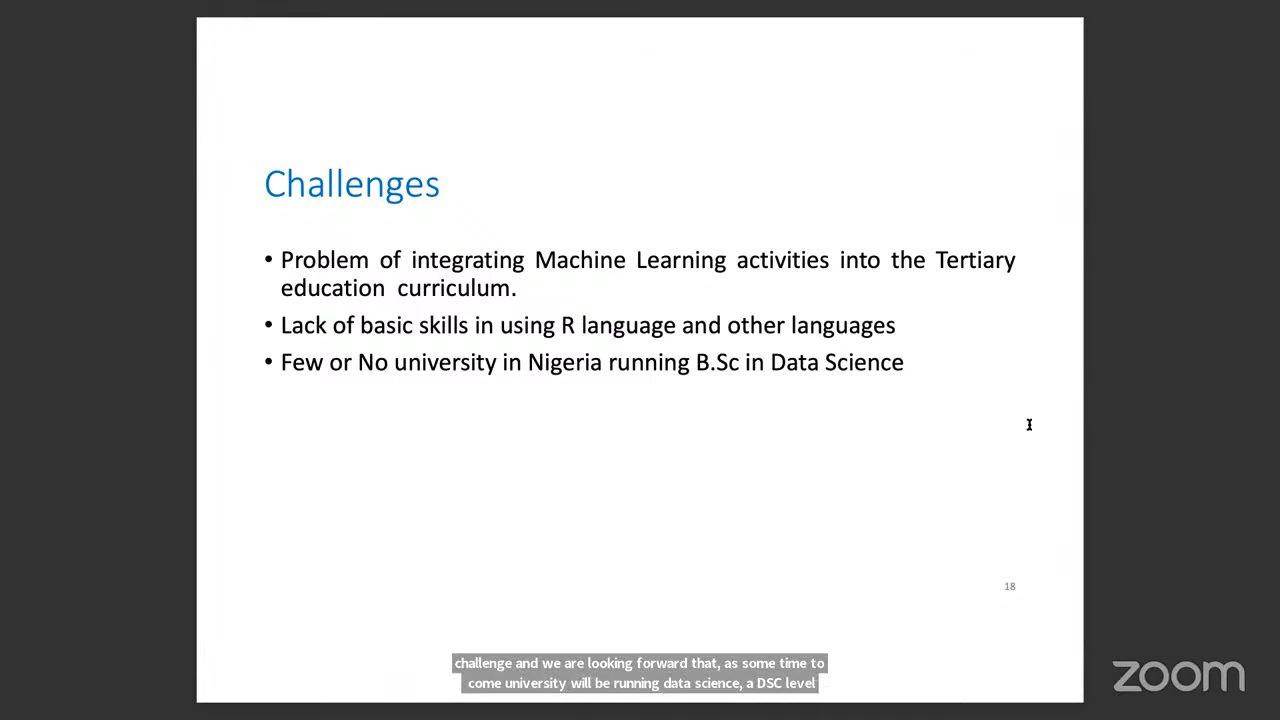 Challenges
• Problem of integrating Machine Learning activities into the Tertiary
education curriculum.
• Lack of basic skills in using R language and other languages
• Few or No university in Nigeria running B.Sc in Data Science
18
challenge and we are looking forward that, as some time to
come university will be running data science, a DSC level
zoom